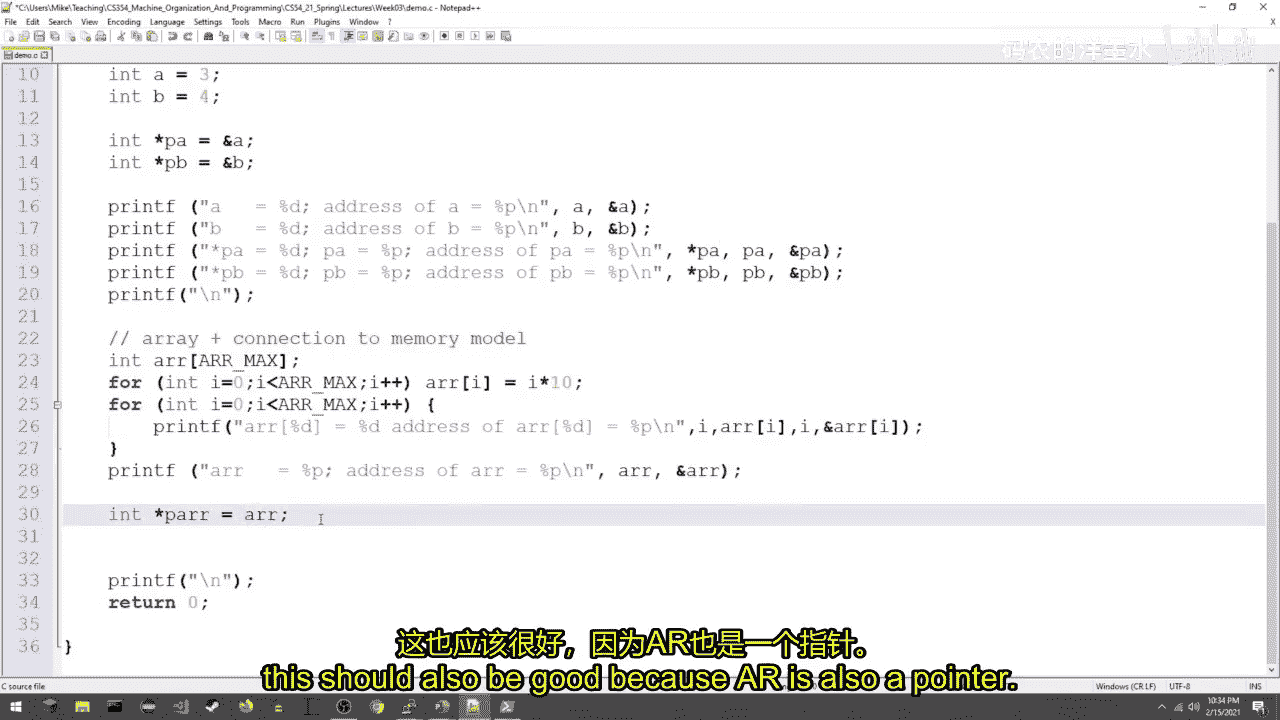 *C:\Users\Mike\Teaching\CS354_Machine_Organization_And_Programming\CS54_21_Spring\Lectures\Week03\demo.c - Notepad++
File Edit Search View Encoding Language Settings Tools Macro Run Plugins Window ?
X
demo.c
码农的洋墨水 bilibili
10 int a = 3;
11 int b = 4;
12
13 int *pa = &a;
14 int *pb = &b;
15
16 printf ("a   = %d; address of a = %p\n", a, &a);
17 printf ("b   = %d; address of b = %p\n", b, &b);
18 printf ("*pa = %d; pa = %p; address of pa = %p\n", *pa, pa, &pa);
19 printf ("*pb = %d; pb = %p; address of pb = %p\n", *pb, pb, &pb);
20 printf("\n");
21
22 // array + connection to memory model
23 int arr[ARR_MAX];
24 for (int i=0;i<ARR_MAX;i++) arr[i] = i*10;
25 for (int i=0;i<ARR_MAX;i++) {
26 printf("arr[%d] = %d address of arr[%d] = %p\n",i,arr[i],i,&arr[i]);
27 }
28 printf ("arr   = %p; address of arr = %p\n", arr, &arr);
29
30 int *parr = arr;
31
32
33 printf("\n");
34 return 0;
35
36 }
这也应该很好，因为AR也是一个指针。
this should also be good because AR is also a pointer.
C source file
Windows (CR LF) UTF-8 INS
10:34 PM
2/15/2021